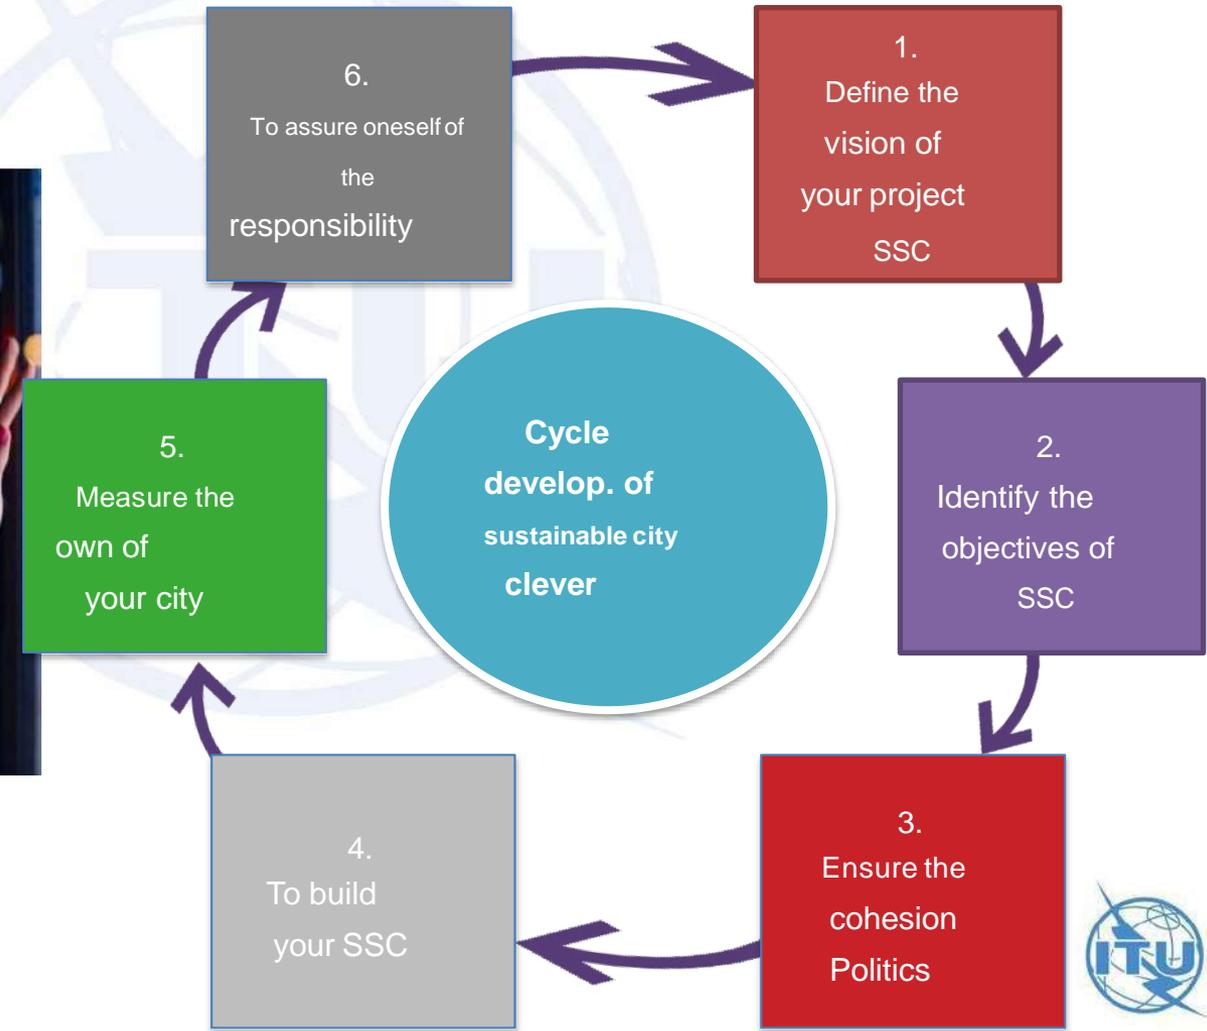 6.
To assure oneself of
the
responsibility
1.
Define the
vision of
your project
SSC
5.
Measure the
own of
your city
Cycle
develop. of
sustainable city
clever
2.
Identify the
objectives of
SSC
4.
To build
your SSC
3.
Ensure the
cohesion
Politics
ITU